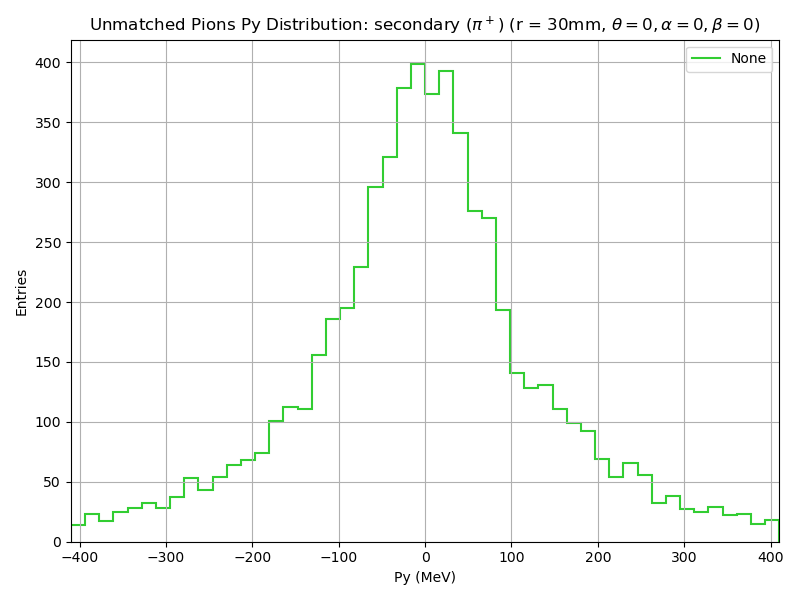 Unmatched Pions Py Distribution: secondary (π⁺) (r = 30mm, θ = 0, α = 0, β = 0)
None
400
350
300
250
200
150
100
50
0
Entries
−400 −300 −200 −100 0 100 200 300 400
Py (MeV)